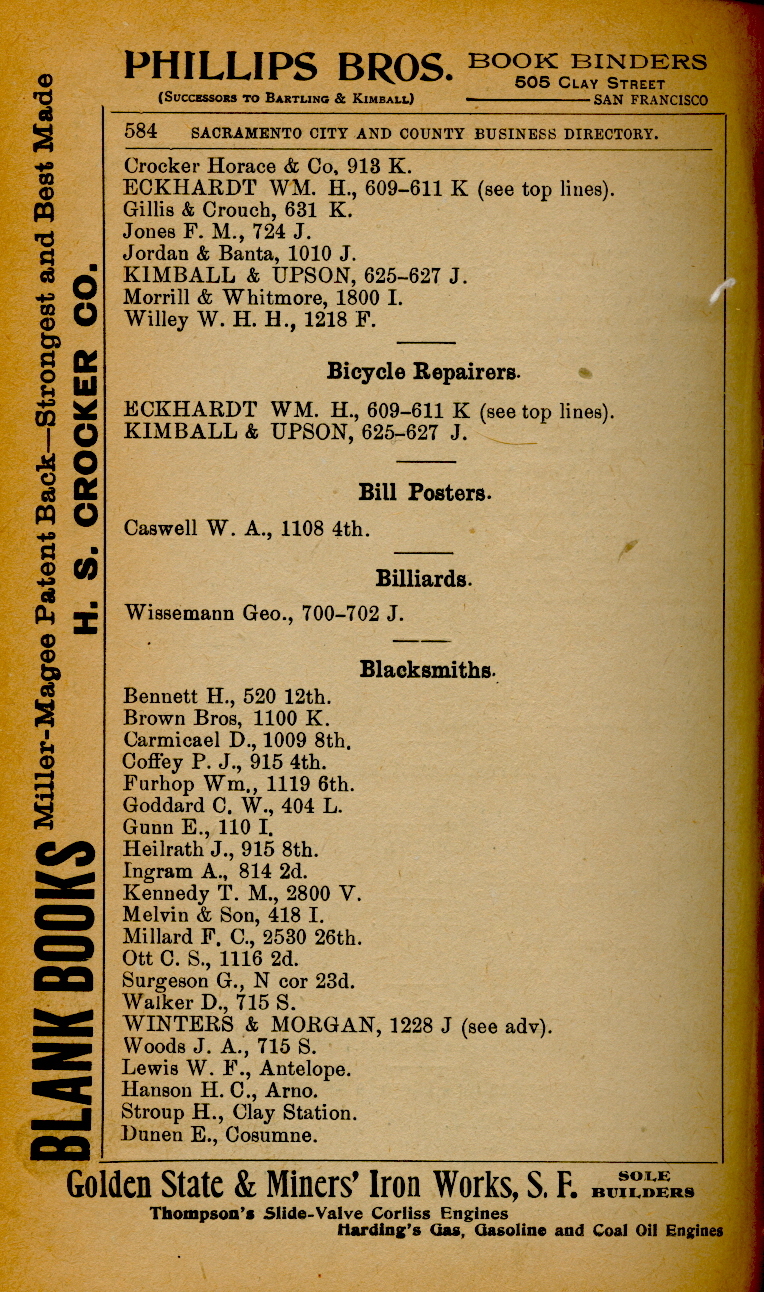 PHILLIPS BROS. BOOK BINDERS
505 CLAY STREET
(SUCCESSORS TO BARTLING & KIMBALL) SAN FRANCISCO
584 SACRAMENTO CITY AND COUNTY BUSINESS DIRECTORY.
Crocker Horace & Co, 913 K.
ECKHARDT WM. H., 609-611 K (see top lines).
Gillis & Crouch, 631 K.
Jones F. M., 724 J.
Jordan & Banta, 1010 J.
KIMBALL & UPSON, 625-627 J.
Morrill & Whitmore, 1800 I.
Willey W. H. H., 1218 F.
Bicycle Repairers.
ECKHARDT WM. H., 609-611 K (see top lines).
KIMBALL & UPSON, 625-627 J.
Bill Posters.
Caswell W. A., 1108 4th.
Billiards.
Wissemann Geo., 700-702 J.
Blacksmiths.
Bennett H., 520 12th.
Brown Bros, 1100 K.
Carmicael D., 1009 8th.
Coffey P. J., 915 4th.
Furhop Wm., 1119 6th.
Goddard C. W., 404 L.
Gunn E., 110 I.
Heilrath J., 915 8th.
Ingram A., 814 2d.
Kennedy T. M., 2800 V.
Melvin & Son, 418 I.
Millard F. C., 2530 26th.
Ott C. S., 1116 2d.
Surgeson G., N cor 23d.
Walker D., 715 S.
WINTERS & MORGAN, 1228 J (see adv).
Woods J. A., 715 S.
Lewis W. F., Antelope.
Hanson H. C., Arno.
Stroup H., Clay Station.
Dunen E., Cosumne.
BLANK BOOKS Miller-Magee Patent Back—Strongest and Best Made
H. S. CROCKER CO.
Golden State & Miners' Iron Works, S. F. SOLE BUILDERS
Thompson's Slide-Valve Corliss Engines
Harding's Gas, Gasoline and Coal Oil Engines